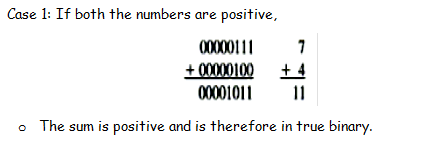 Case 1: If both the numbers are positive,
00000111 7
+ 00000100 + 4
00001011 11
o The sum is positive and is therefore in true binary.